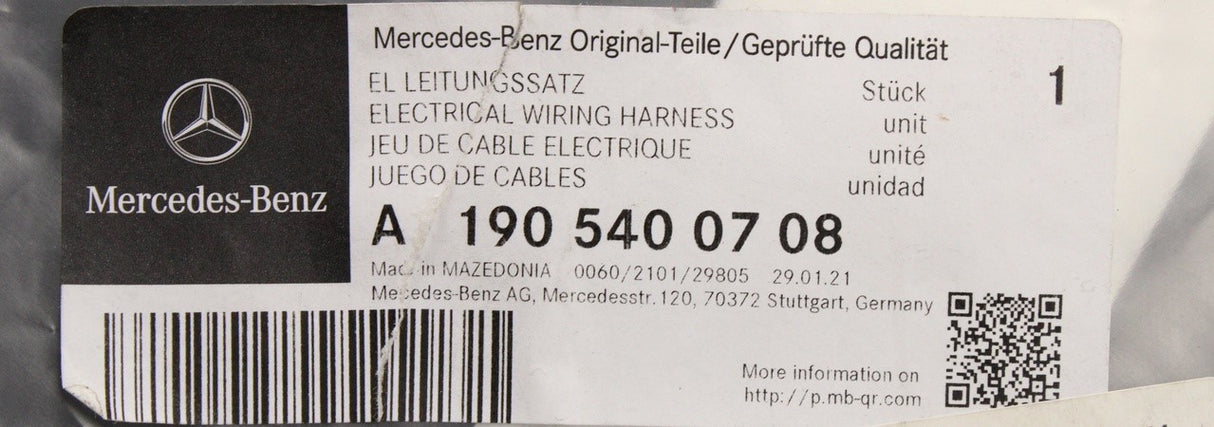 Mercedes-Benz
Mercedes-Benz Original-Teile/Geprüfte Qualität
EL LEITUNGSSATZ Stück 1
ELECTRICAL WIRING HARNESS unit
JEU DE CABLE ELECTRIQUE unité
JUEGO DE CABLES unidad
A 190 540 07 08
Made in MAZEDONIA 0060/2101/29805 29.01.21
Mercedes-Benz AG, Mercedesstr. 120, 70372 Stuttgart, Germany
More information on
http://p.mb-qr.com